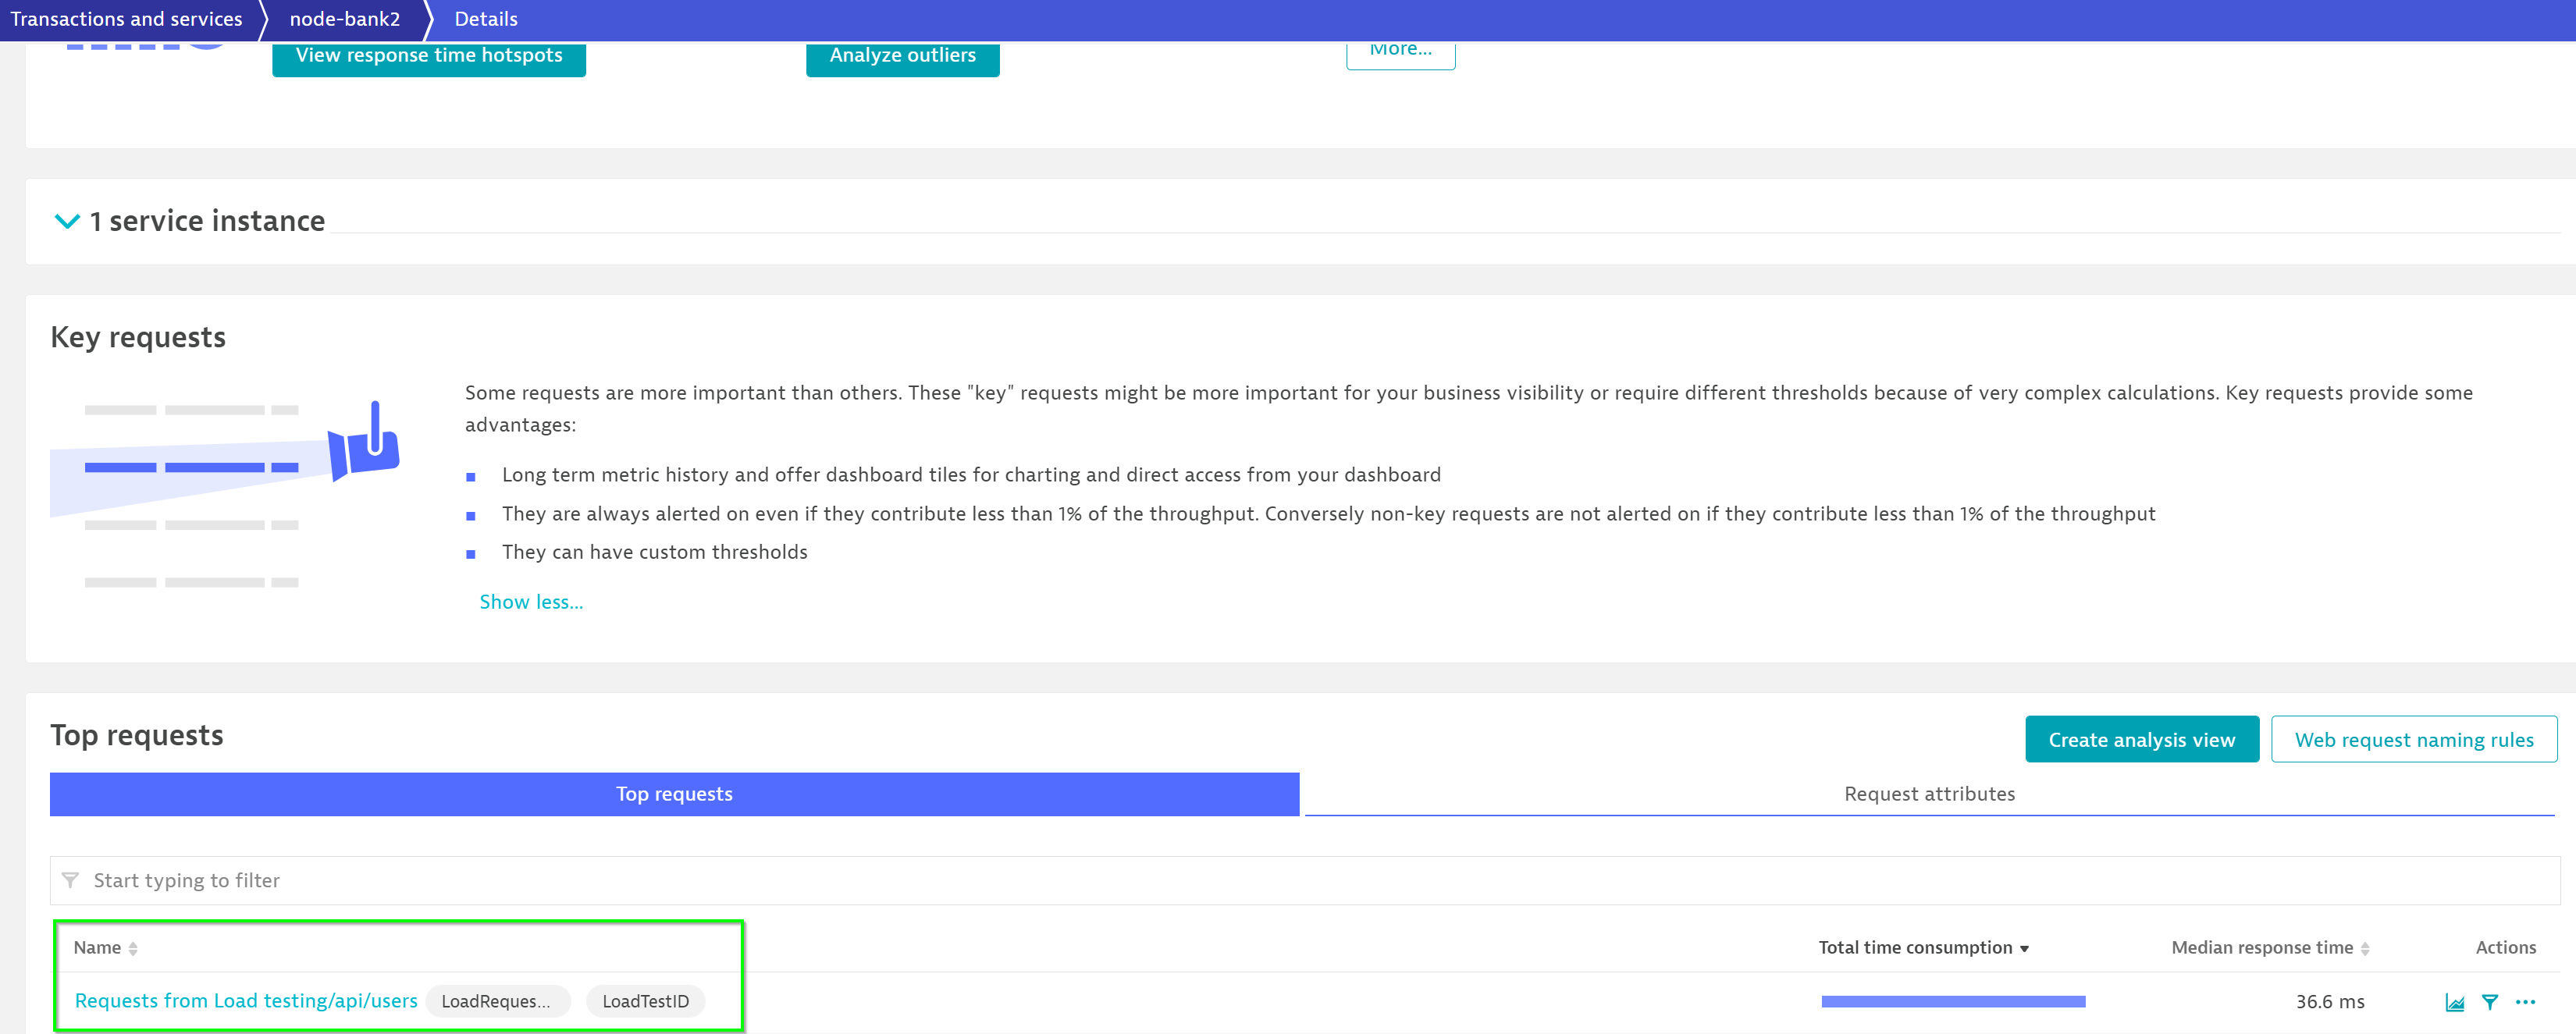 Transactions and services node-bank2 Details
View response time hotspots Analyze outliers More...
1 service instance
Key requests
Some requests are more important than others. These "key" requests might be more important for your business visibility or require different thresholds because of very complex calculations. Key requests provide some
advantages:
Long term metric history and offer dashboard tiles for charting and direct access from your dashboard
They are always alerted on even if they contribute less than 1% of the throughput. Conversely non-key requests are not alerted on if they contribute less than 1% of the throughput
They can have custom thresholds
Show less...
Top requests
Create analysis view Web request naming rules
Top requests Request attributes
Start typing to filter
Name Total time consumption Median response time Actions
Requests from Load testing/api/users LoadReques... LoadTestID 36.6 ms